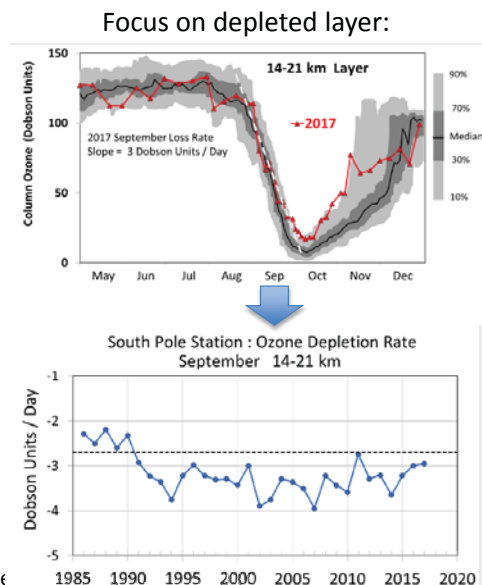 Focus on depleted layer:
150
100
50
0
Column Ozone (Dobson Units)
14-21 km Layer
2017
2017 September Loss Rate
Slope = 3 Dobson Units / Day
90%
70%
Median
30%
10%
May Jun Jul Aug Sep Oct Nov Dec
South Pole Station : Ozone Depletion Rate
September 14-21 km
-1
-2
-3
-4
-5
Dobson Units / Day
1985 1990 1995 2000 2005 2010 2015 2020